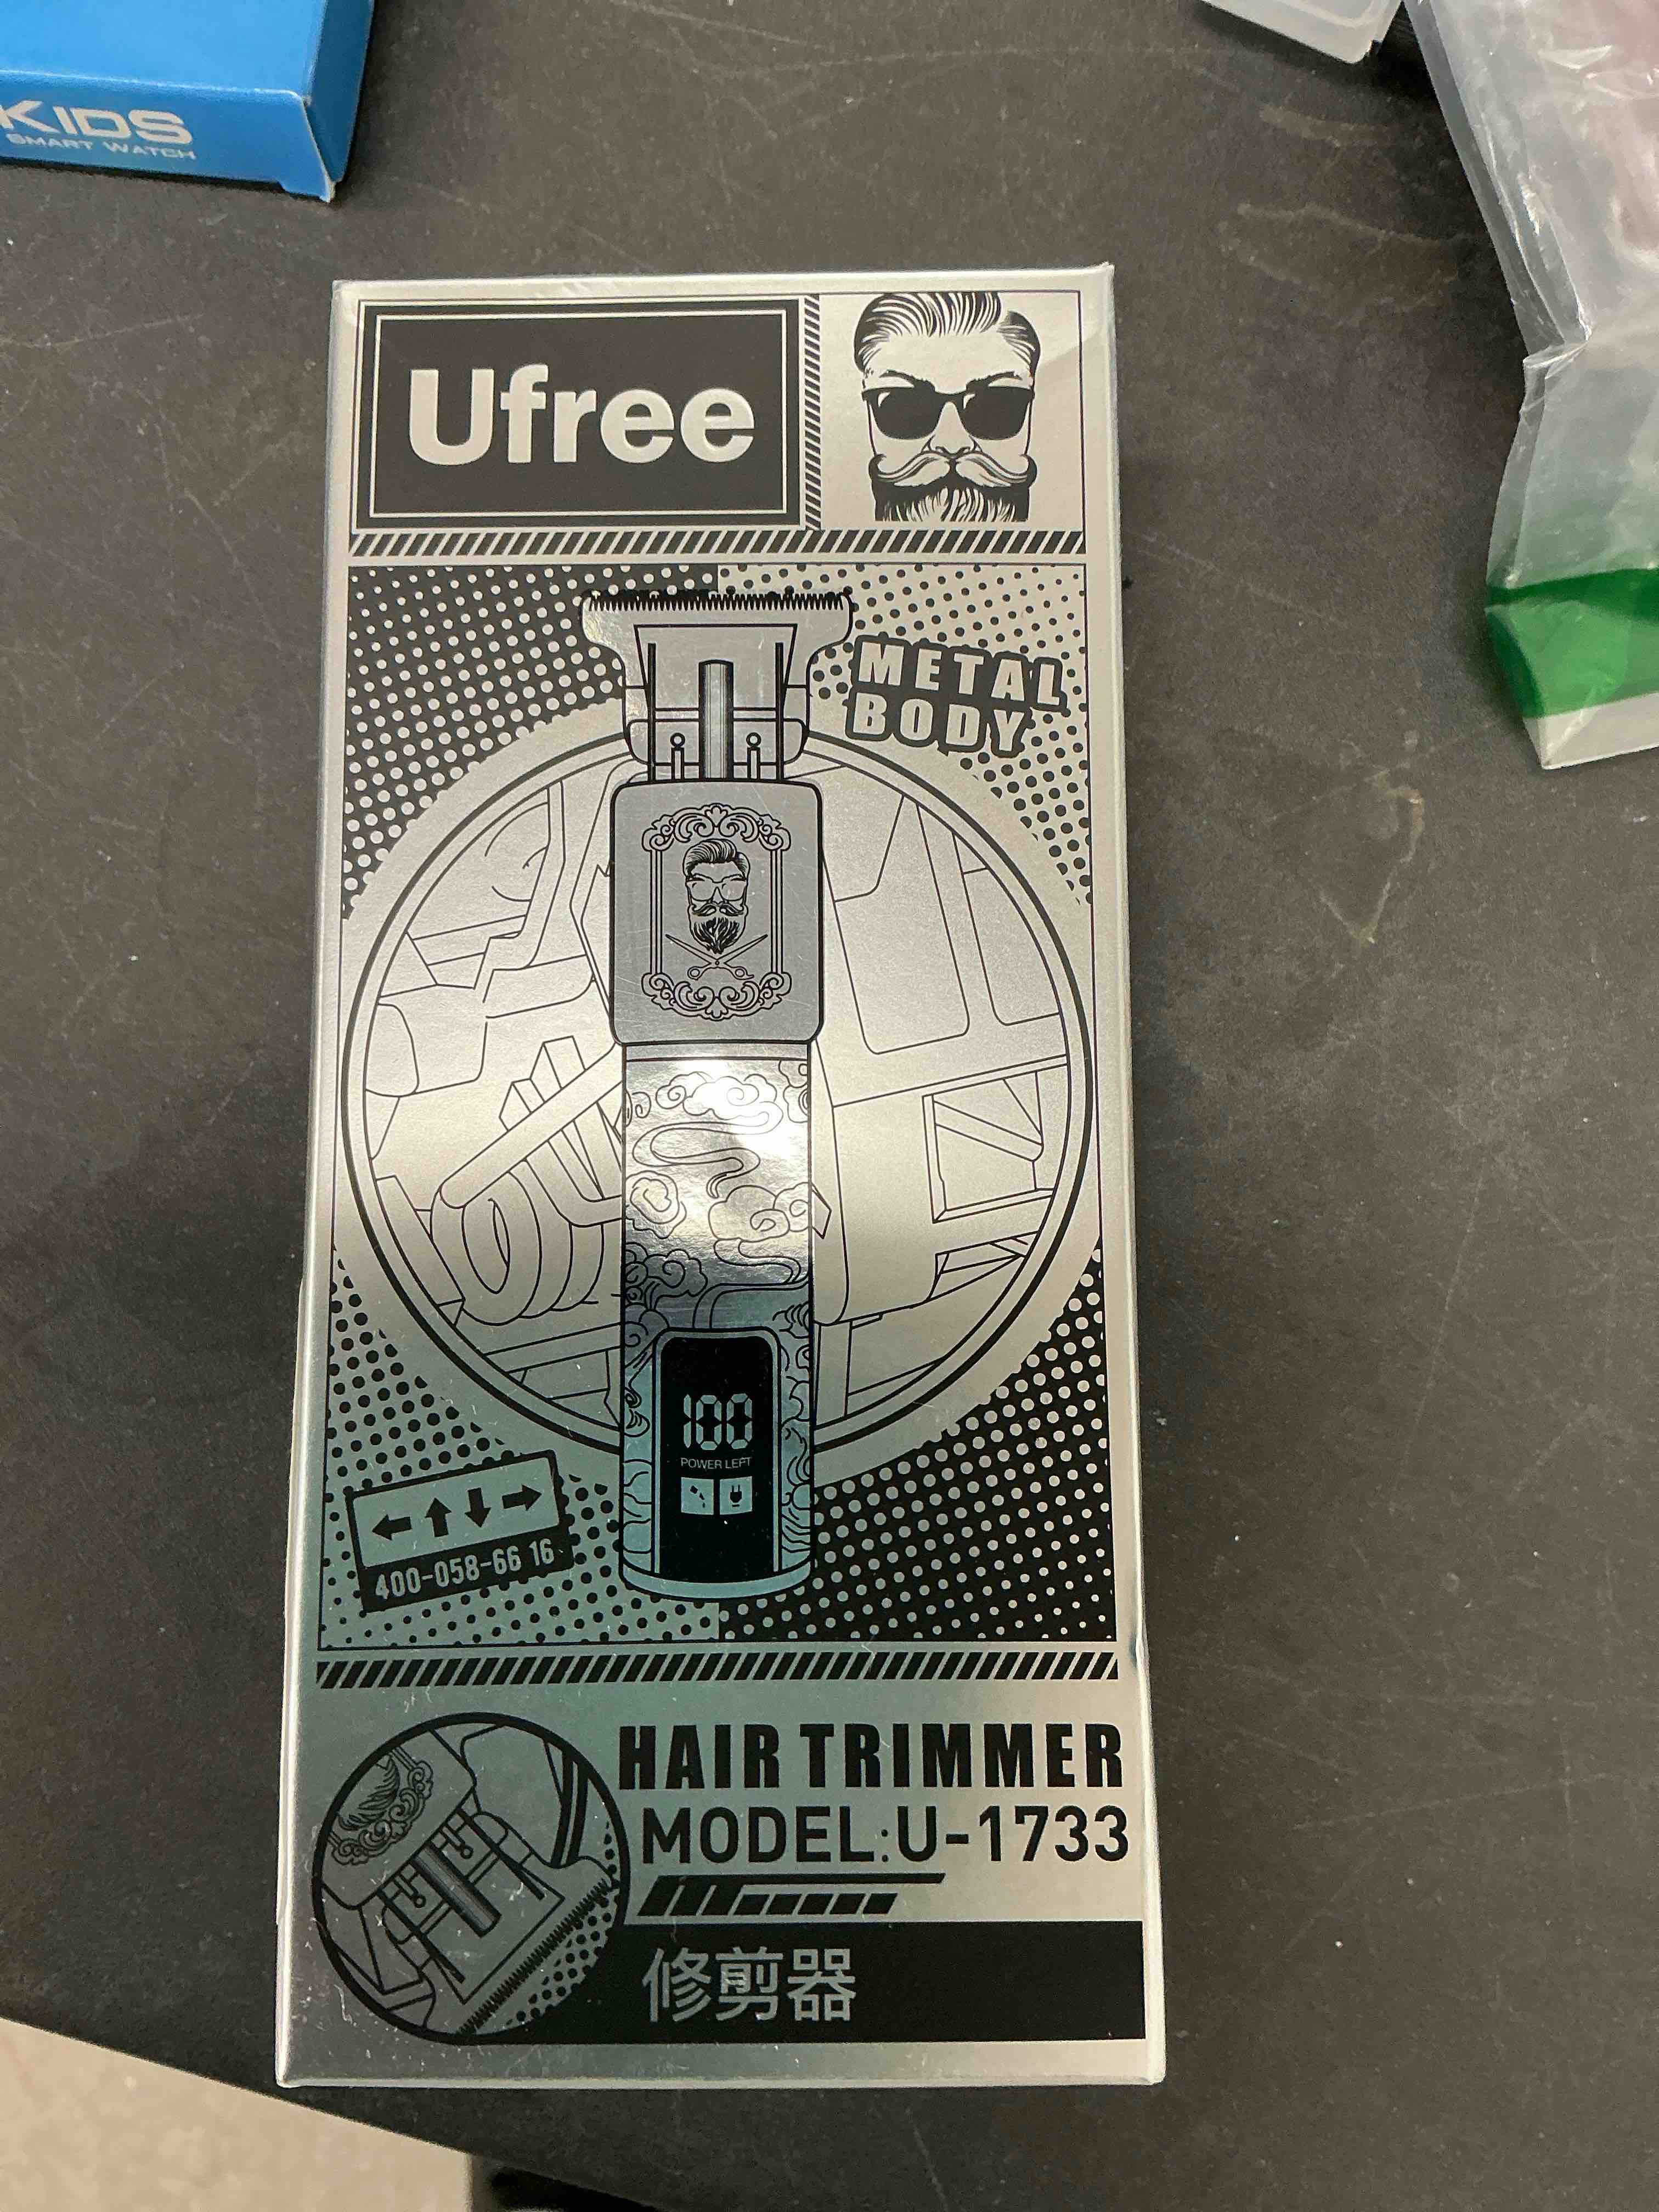 KIDS
SMART WATCH
Ufree
METAL
BODY
100
POWER LEFT
400-058-66 16
HAIR TRIMMER
MODEL:U-1733
修剪器